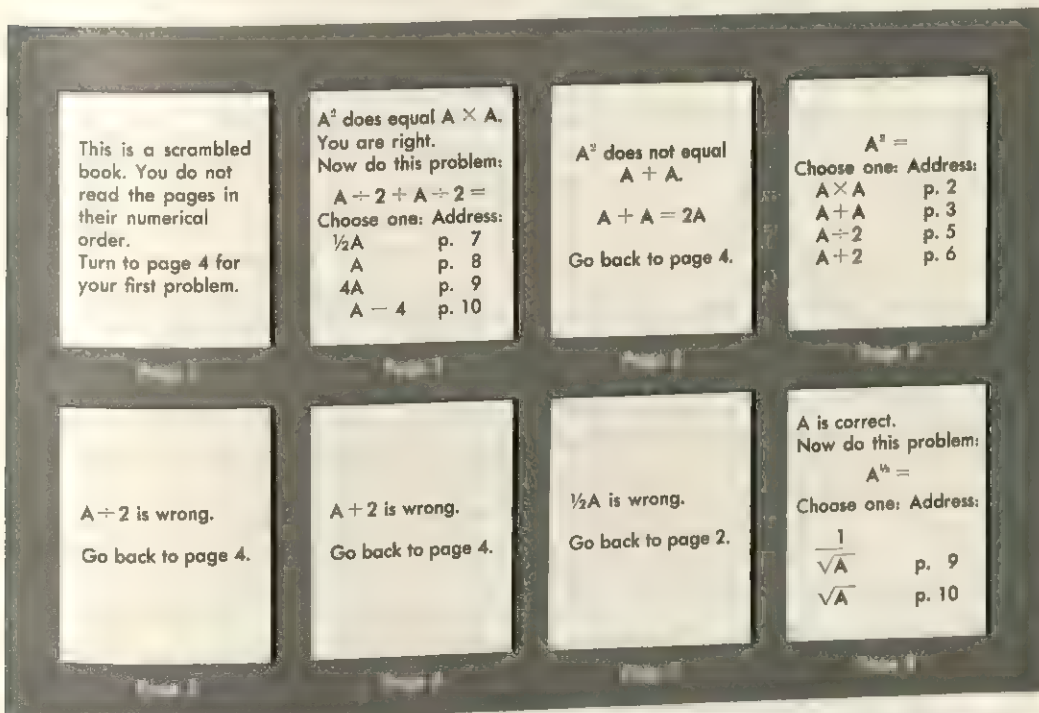 This is a scrambled
book. You do not
read the pages in
their numerical
order.
Turn to page 4 for
your first problem.
A² does equal A × A.
You are right.
Now do this problem:
A ÷ 2 + A ÷ 2 =
Choose one: Address:
½A p. 7
A p. 8
4A p. 9
A — 4 p. 10
A² does not equal
A + A.
A + A = 2A
Go back to page 4.
A² =
Choose one: Address:
A × A p. 2
A + A p. 3
A ÷ 2 p. 5
A + 2 p. 6
A ÷ 2 is wrong.
Go back to page 4.
A + 2 is wrong.
Go back to page 4.
½A is wrong.
Go back to page 2.
A is correct.
Now do this problem:
A^½ =
Choose one: Address:
1/√A p. 9
√A p. 10